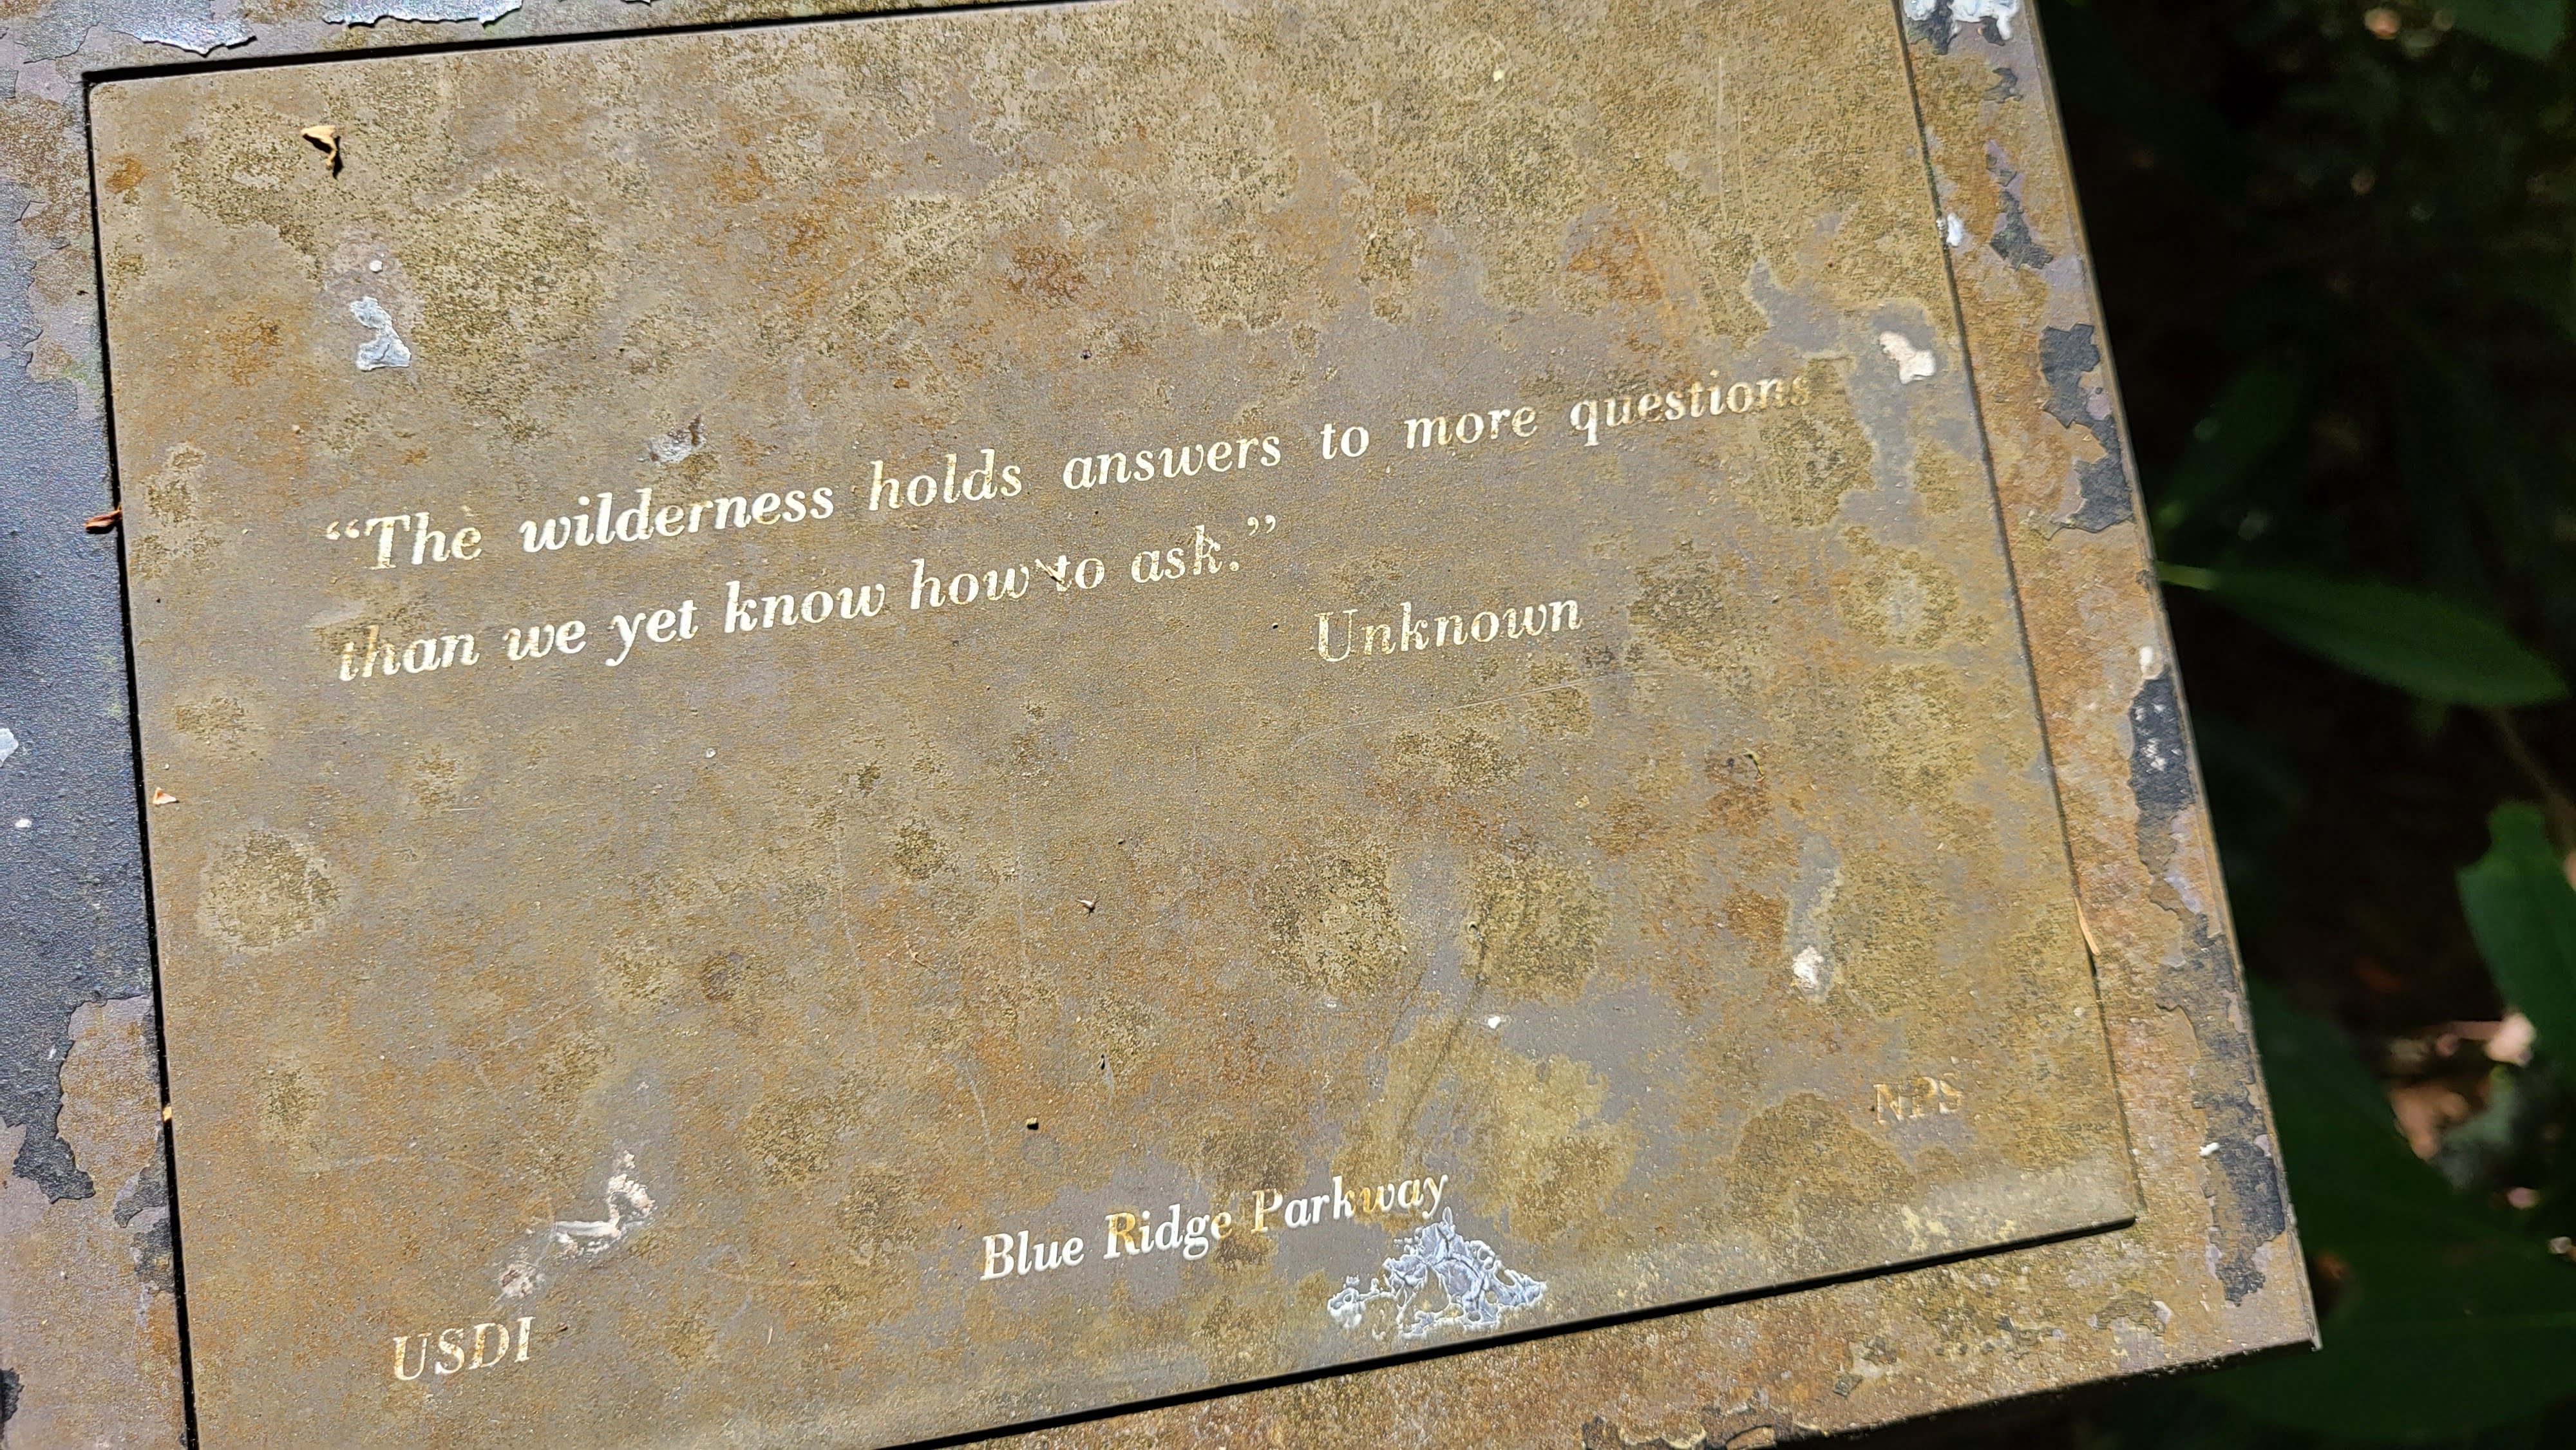 “The wilderness holds answers to more questions
than we yet know how to ask.”
Unknown
USDI
Blue Ridge Parkway
NPS